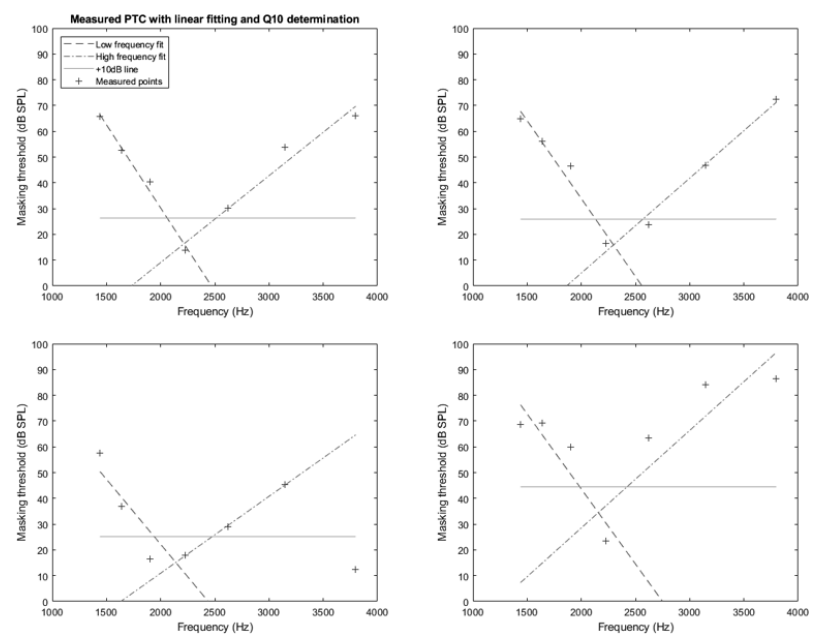 Measured PTC with linear fitting and Q10 determination
Low frequency fit
High frequency fit
+10dB line
Measured points
Masking threshold (dB SPL)
100
90
80
70
60
50
40
30
20
10
0
1000 1500 2000 2500 3000 3500 4000
Frequency (Hz)
Masking threshold (dB SPL)
100
90
80
70
60
50
40
30
20
10
0
1000 1500 2000 2500 3000 3500 4000
Frequency (Hz)
Masking threshold (dB SPL)
100
90
80
70
60
50
40
30
20
10
0
1000 1500 2000 2500 3000 3500 4000
Frequency (Hz)
Masking threshold (dB SPL)
100
90
80
70
60
50
40
30
20
10
0
1000 1500 2000 2500 3000 3500 4000
Frequency (Hz)